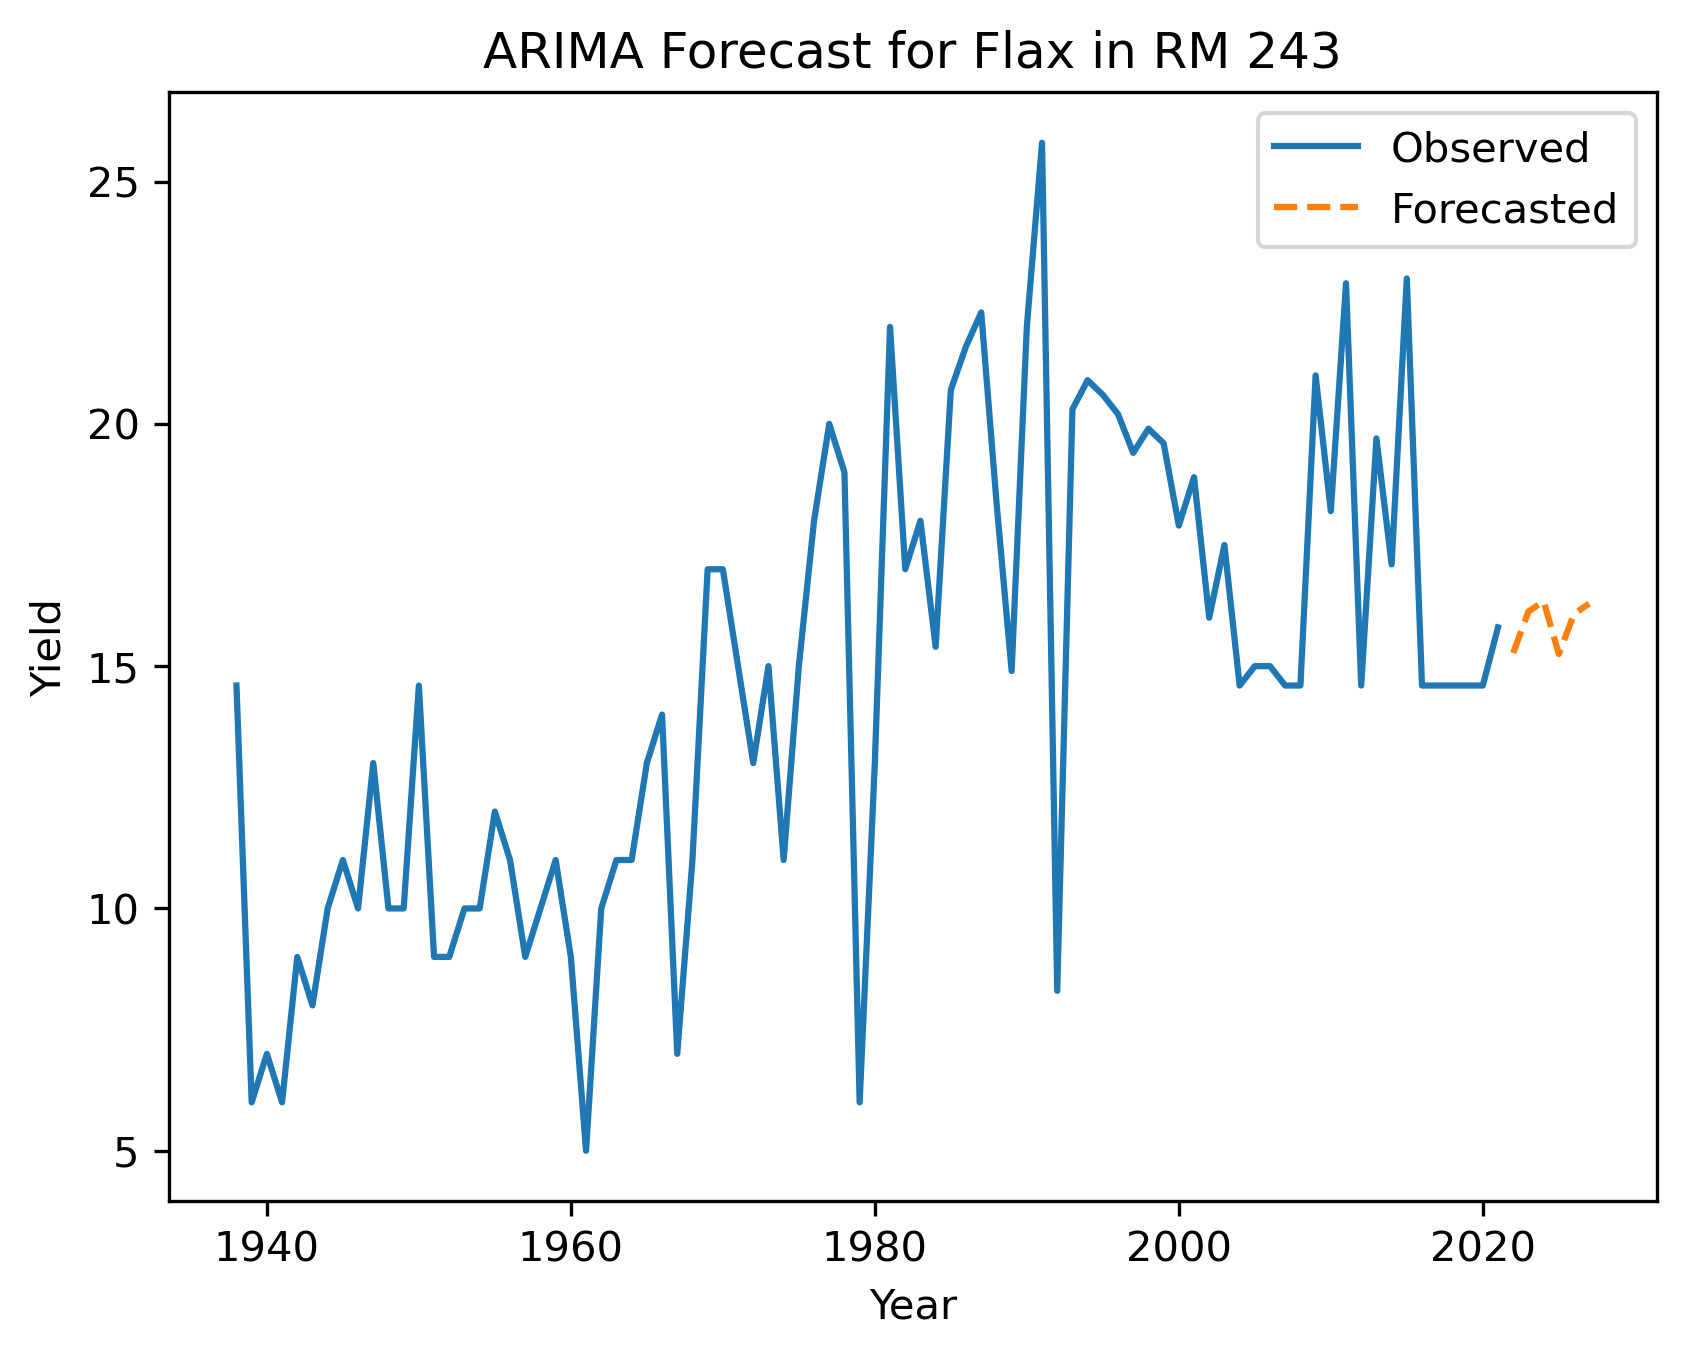 ARIMA Forecast for Flax in RM 243
Observed
Forecasted
25
20
15
10
5
Yield
1940 1960 1980 2000 2020
Year